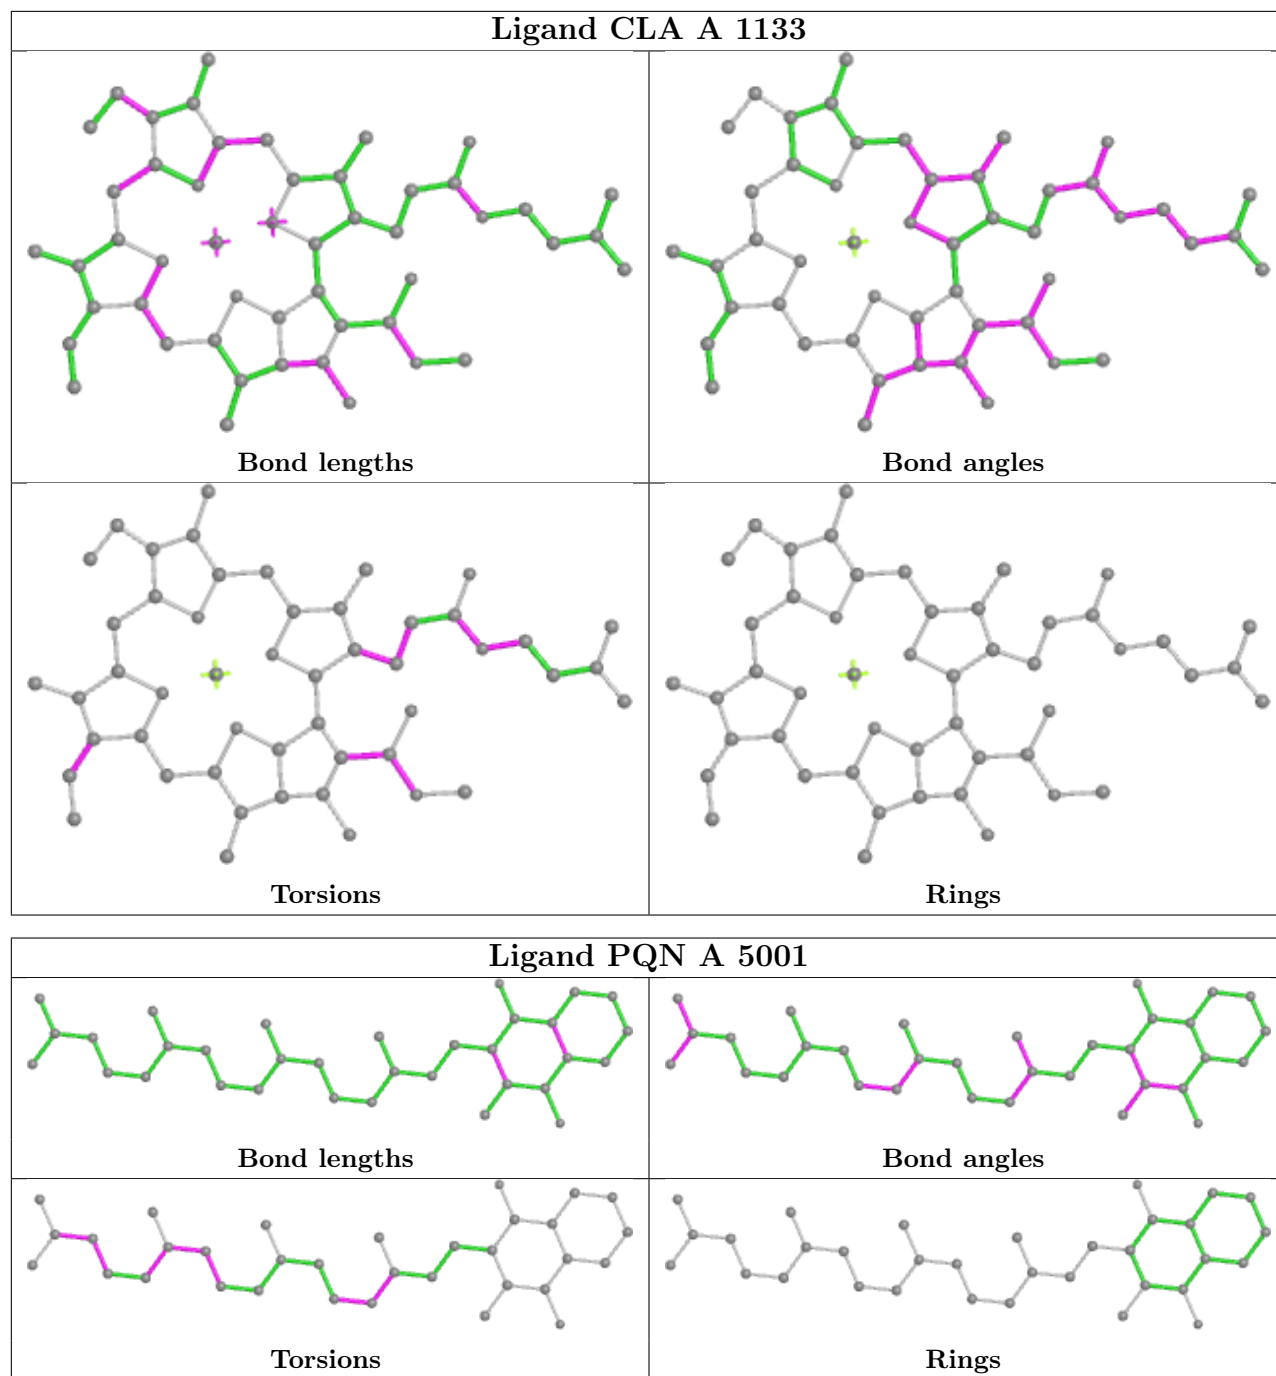 Ligand CLA A 1133
Bond lengths
Bond angles
Torsions
Rings
Ligand PQN A 5001
Bond lengths
Bond angles
Torsions
Rings